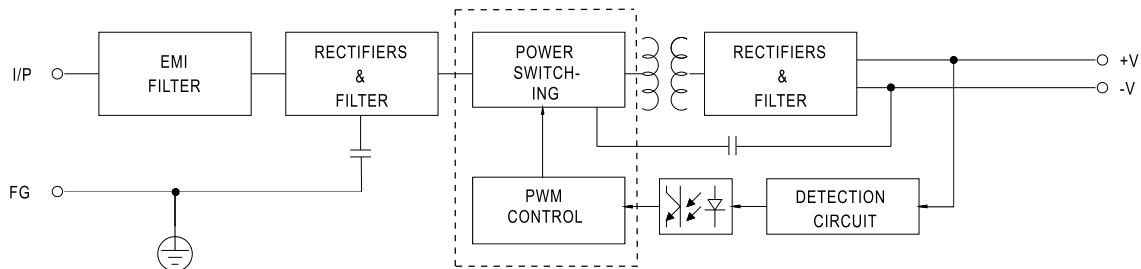 I/P
EMI
FILTER
RECTIFIERS
&
FILTER
POWER
SWITCH-
ING
RECTIFIERS
&
FILTER
+V
-V
FG
PWM
CONTROL
DETECTION
CIRCUIT